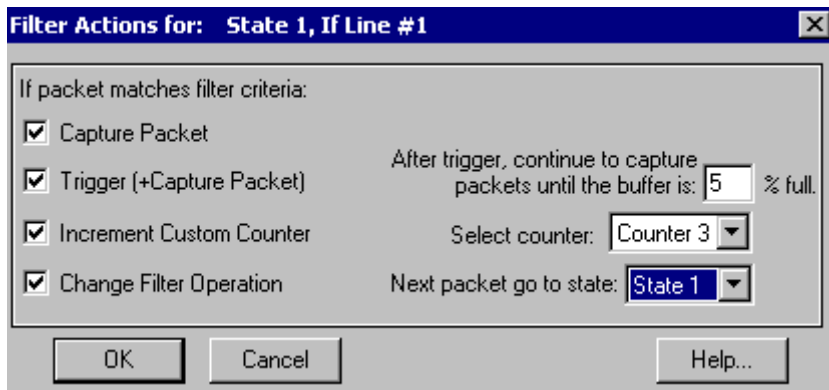 Filter Actions for: State 1, If Line #1
If packet matches filter criteria:
Capture Packet
Trigger (+Capture Packet)
After trigger, continue to capture
packets until the buffer is: 5 % full.
Increment Custom Counter
Select counter: Counter 3
Change Filter Operation
Next packet go to state: State 1
OK
Cancel
Help...